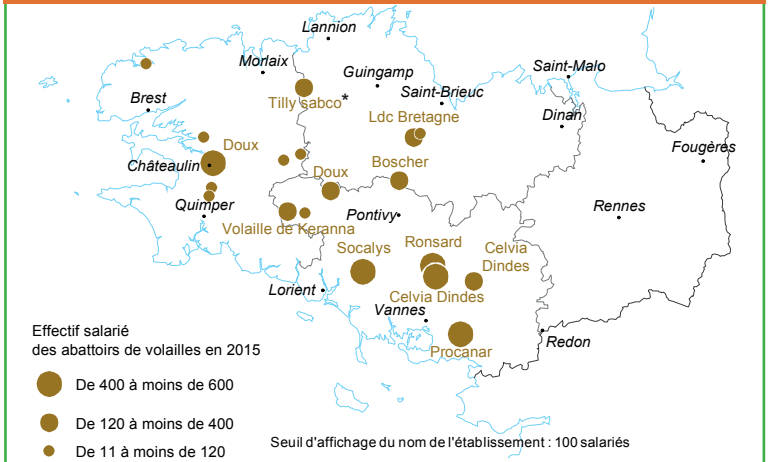 Lannion
Morlaix
Guingamp
Saint-Malo
Tilly sabco
*
Saint-Brieuc
Brest
Ldc Bretagne
Dinan
Doux
Fougères
Châteaulin
Boscher
Doux
Quimper
Pontivy
Rennes
Volaille de Keranna
Socalys
Ronsard
Celvia
Dindes
Lorient
Celvia Dindes
Vannes
Redon
Procanar
Effectif salarié
des abattoirs de volailles en 2015
De 400 à moins de 600
De 120 à moins de 400
De 11 à moins de 120
Seuil d'affichage du nom de l'établissement : 100 salariés